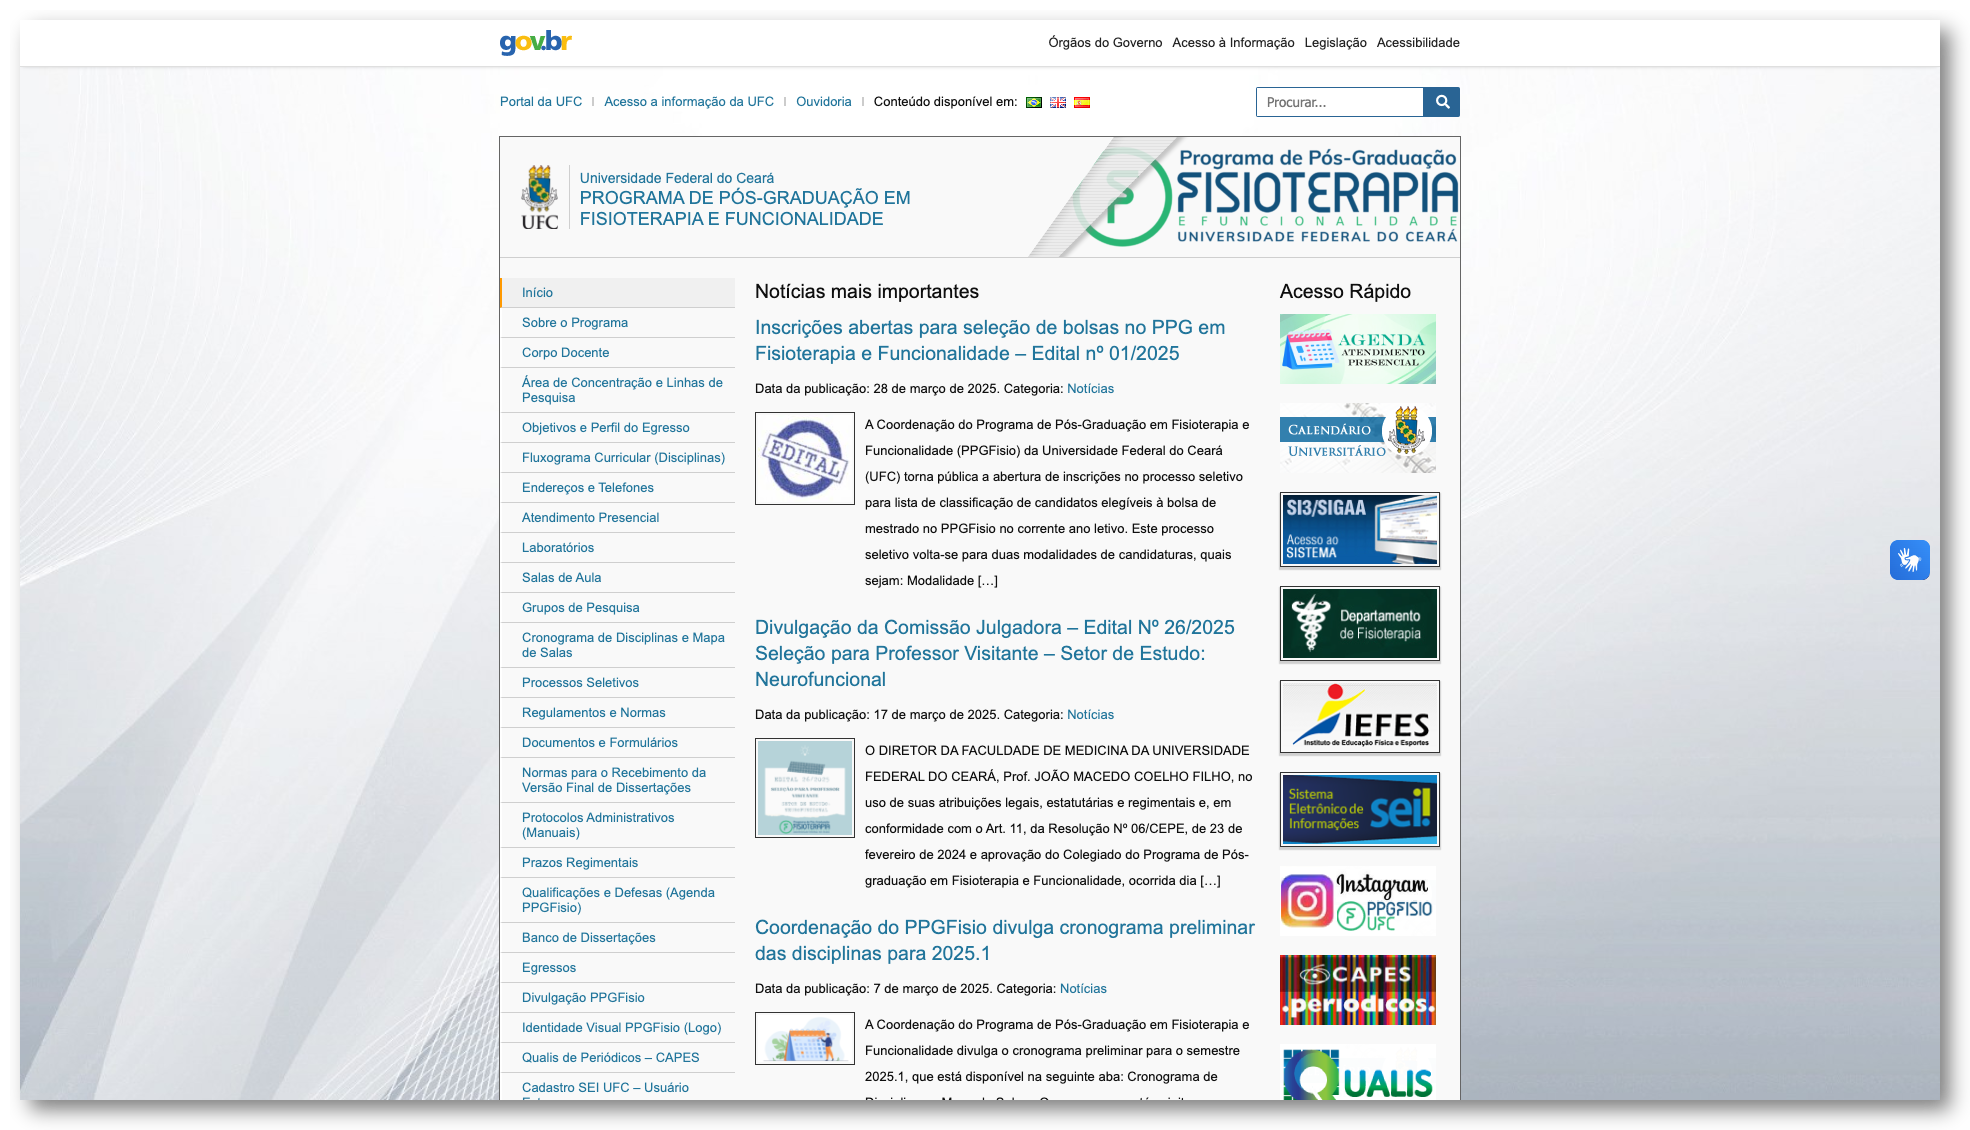 gov.br
Órgãos do Governo Acesso à Informação Legislação Acessibilidade
Portal da UFC Acesso a informação da UFC Ouvidoria Conteúdo disponível em:
Procurar...
UFC
Universidade Federal do Ceará
PROGRAMA DE PÓS-GRADUAÇÃO EM
FISIOTERAPIA E FUNCIONALIDADE
Programa de Pós-Graduação
FISIOTERAPIA
E FUNCIONALIDADE
UNIVERSIDADE FEDERAL DO CEARÁ
Início
Sobre o Programa
Corpo Docente
Área de Concentração e Linhas de
Pesquisa
Objetivos e Perfil do Egresso
Fluxograma Curricular (Disciplinas)
Endereços e Telefones
Atendimento Presencial
Laboratórios
Salas de Aula
Grupos de Pesquisa
Cronograma de Disciplinas e Mapa
de Salas
Processos Seletivos
Regulamentos e Normas
Documentos e Formulários
Normas para o Recebimento da
Versão Final de Dissertações
Protocolos Administrativos
(Manuais)
Prazos Regimentais
Qualificações e Defesas (Agenda
PPGFisio)
Banco de Dissertações
Egressos
Divulgação PPGFisio
Identidade Visual PPGFisio (Logo)
Qualis de Periódicos – CAPES
Cadastro SEI UFC – Usuário
Notícias mais importantes
Inscrições abertas para seleção de bolsas no PPG em
Fisioterapia e Funcionalidade – Edital nº 01/2025
Data da publicação: 28 de março de 2025. Categoria: Notícias
EDITAL
A Coordenação do Programa de Pós-Graduação em Fisioterapia e
Funcionalidade (PPGFisio) da Universidade Federal do Ceará
(UFC) torna pública a abertura de inscrições no processo seletivo
para lista de classificação de candidatos elegíveis à bolsa de
mestrado no PPGFisio no corrente ano letivo. Este processo
seletivo volta-se para duas modalidades de candidaturas, quais
sejam: Modalidade […]
Divulgação da Comissão Julgadora – Edital Nº 26/2025
Seleção para Professor Visitante – Setor de Estudo:
Neurofuncional
Data da publicação: 17 de março de 2025. Categoria: Notícias
SELEÇÃO PARA PROFESSOR
VISITANTE
FISIOTERAPIA
O DIRETOR DA FACULDADE DE MEDICINA DA UNIVERSIDADE
FEDERAL DO CEARÁ, Prof. JOÃO MACEDO COELHO FILHO, no
uso de suas atribuições legais, estatutárias e regimentais e, em
conformidade com o Art. 11, da Resolução Nº 06/CEPE, de 23 de
fevereiro de 2024 e aprovação do Colegiado do Programa de Pós-
graduação em Fisioterapia e Funcionalidade, ocorrida dia […]
Coordenação do PPGFisio divulga cronograma preliminar
das disciplinas para 2025.1
Data da publicação: 7 de março de 2025. Categoria: Notícias
A Coordenação do Programa de Pós-Graduação em Fisioterapia e
Funcionalidade divulga o cronograma preliminar para o semestre
2025.1, que está disponível na seguinte aba: Cronograma de
Acesso Rápido
AGENDA
ATENDIMENTO
PRESENCIAL
CALENDÁRIO
UNIVERSITÁRIO
SI3/SIGAA
Acesso ao
SISTEMA
Departamento
de Fisioterapia
IEFES
Instituto de Educação Física e Esportes
Sistema
Eletrônico de
Informações
sei!
Instagram
PPGFISIO
UFC
CAPES
.periodicos.
QUALIS